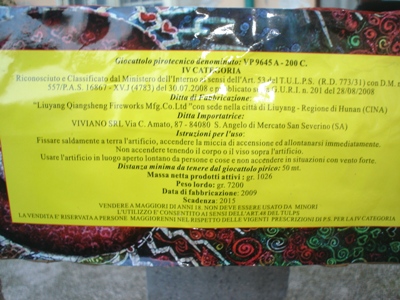 Giocattolo pirotecnico denominato: VP 9645 A - 200 C.
IV CATEGORIA
Riconosciuto e Classificato dal Ministero dell'Interno ai sensi dell'Art. 53 del T.U.L.P.S. (R.D. 773/31) con D.M. n.
557/P.A.S. 16867 - XV.J (4783) del 30.07.2008 e pubblicato su G.U.R.I. n. 201 del 28/08/2008
Ditta di Fabbricazione:
"Liuyang Qiangsheng Fireworks Mfg.Co.Ltd" con sede nella città di Liuyang - Regione di Hunan (CINA)
Ditta Importatrice:
VIVIANO SRL Via C. Amato, 87 - 84080 S. Angelo di Mercato San Severino (SA)
Istruzioni per l'uso:
Fissare saldamente a terra l'artificio, accendere la miccia di accensione ed allontanarsi immediatamente.
Non accendere tenendo il corpo o il viso sopra l'artificio.
Usare l'artificio in luogo aperto lontano da persone e cose e non accendere in situazioni con vento forte.
Distanza minima da tenere dal giocattolo pirico: 50 mt.
Massa netta prodotti attivi : gr. 1026
Peso lordo: gr. 7200
Data di fabbricazione: 2009
Scadenza: 2015
VENDERE A MAGGIORI DI ANNI 18. NON DEVE ESSERE USATO DA MINORI
L'UTILIZZO E' CONSENTITO AI SENSI DELL'ART.48 DEL TULPS
LA VENDITA E' RISERVATA A PERSONE MAGGIORENNI NEL RISPETTO DELLE VIGENTI PRESCRIZIONI DI P.S. PER LA IV CATEGORIA